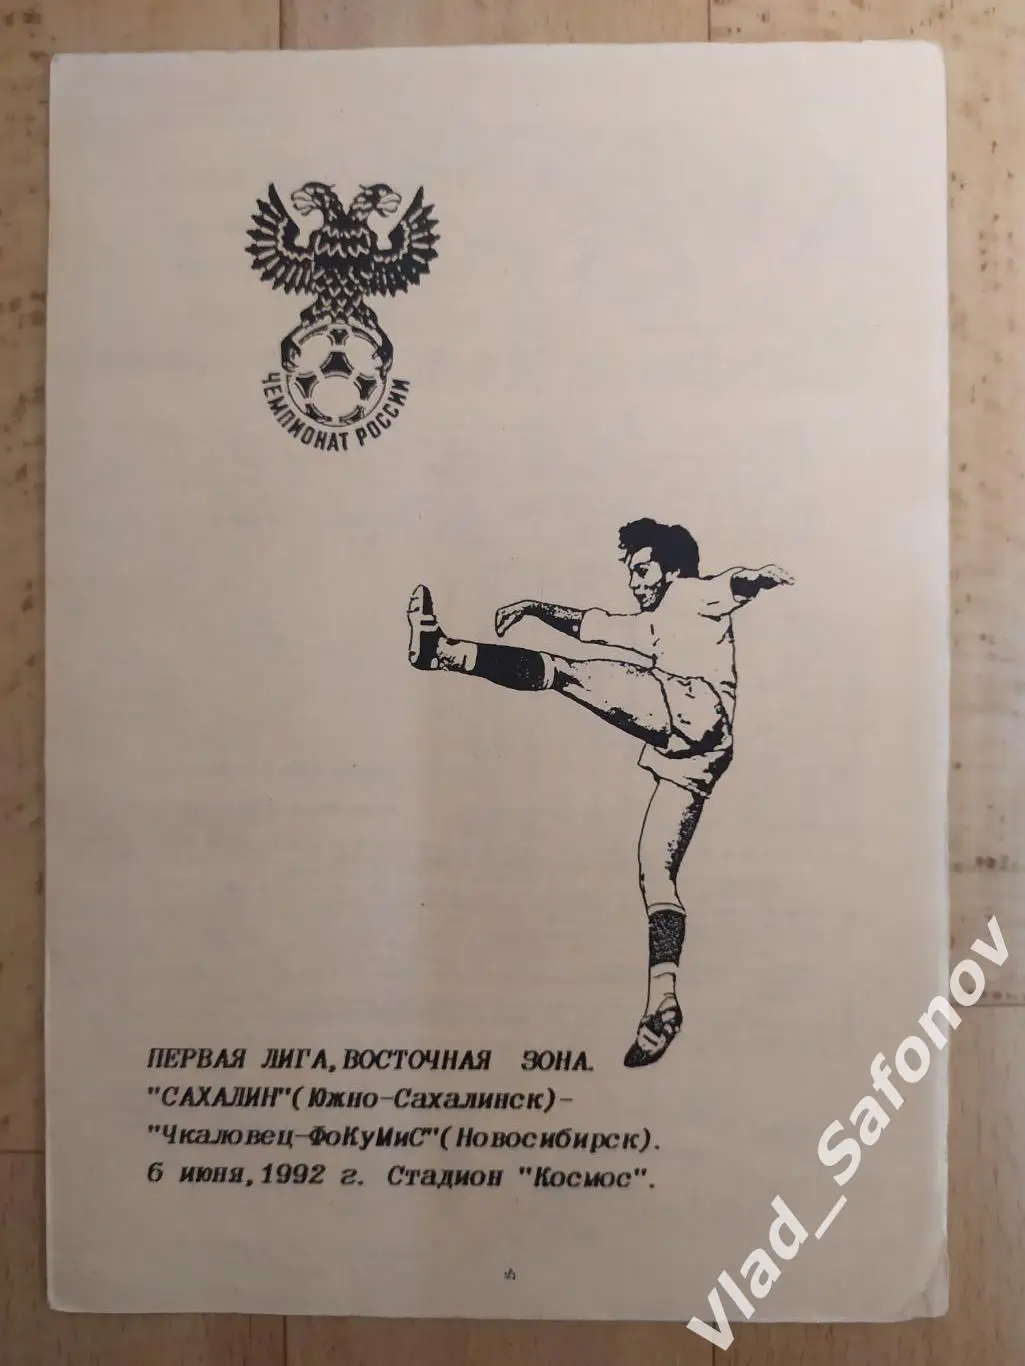 ЧЕМПИОНАТ РОССИИ
ПЕРВАЯ ЛИГА, ВОСТОЧНАЯ ЗОНА.
"САХАЛИН"(Южно-Сахалинск)-
"Чкаловец-ФоКуМиС"(Новосибирск).
6 июня, 1992 г. Стадион "Космос".
Vlad_Safonov